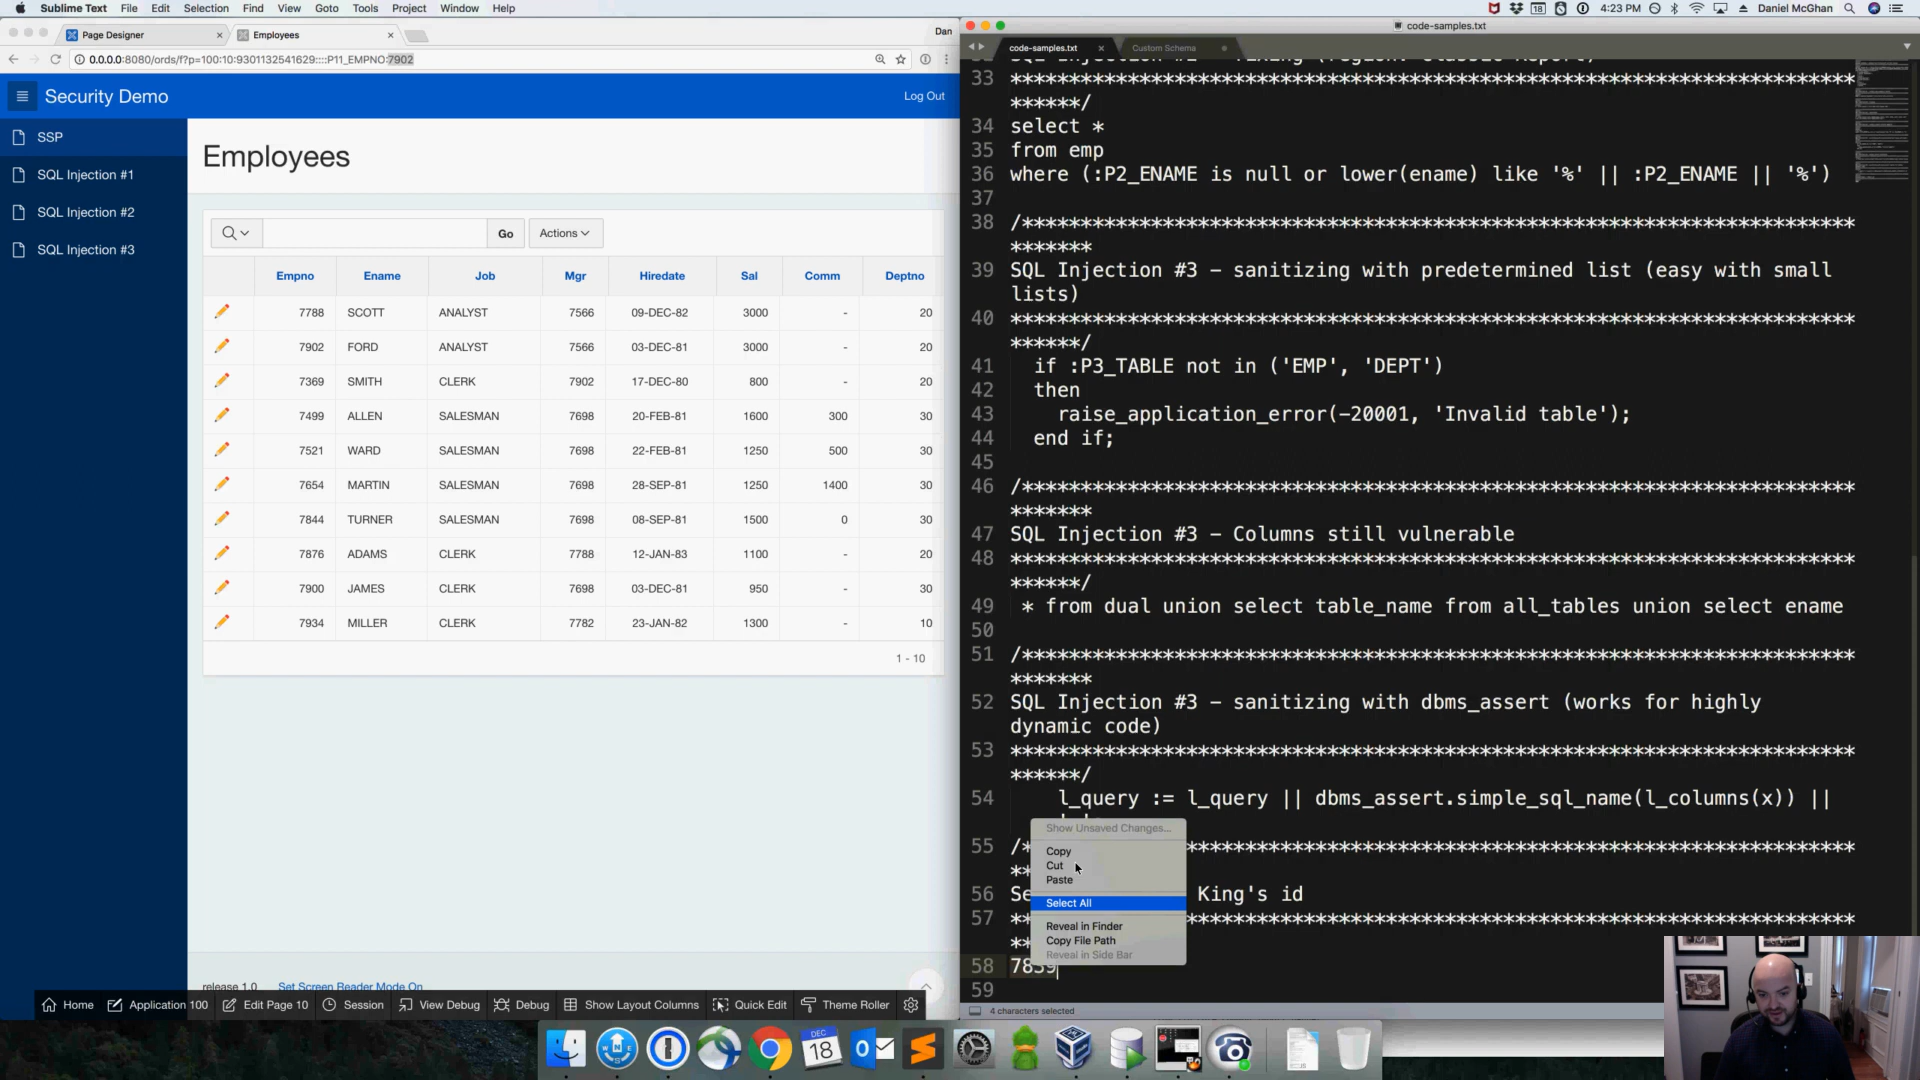 Sublime Text File Edit Selection Find View Goto Tools Project Window Help
18 4:23 PM Daniel McGhan
Page Designer × Employees × Dan
0.0.0.0:8080/ords/f?p=100:10:9301132541629::::P11_EMPNO:7902
Security Demo Log Out
SSP
SQL Injection #1
SQL Injection #2
SQL Injection #3
Employees
Go Actions
Empno Ename Job Mgr Hiredate Sal Comm Deptno
7788 SCOTT ANALYST 7566 09-DEC-82 3000 - 20
7902 FORD ANALYST 7566 03-DEC-81 3000 - 20
7369 SMITH CLERK 7902 17-DEC-80 800 - 20
7499 ALLEN SALESMAN 7698 20-FEB-81 1600 300 30
7521 WARD SALESMAN 7698 22-FEB-81 1250 500 30
7654 MARTIN SALESMAN 7698 28-SEP-81 1250 1400 30
7844 TURNER SALESMAN 7698 08-SEP-81 1500 0 30
7876 ADAMS CLERK 7788 12-JAN-83 1100 - 20
7900 JAMES CLERK 7698 03-DEC-81 950 - 30
7934 MILLER CLERK 7782 23-JAN-82 1300 - 10
1 - 10
release 1.0 Set Screen Reader Mode On
Home Application 100 Edit Page 10 Session View Debug Debug Show Layout Columns Quick Edit Theme Roller
code-samples.txt
code-samples.txt × Custom Schema
33 ************************************************************************
******/
34 select *
35 from emp
36 where (:P2_ENAME is null or lower(ename) like '%' || :P2_ENAME || '%')
37
38 /***********************************************************************
*******
39 SQL Injection #3 – sanitizing with predetermined list (easy with small
lists)
40 ************************************************************************
******/
41 if :P3_TABLE not in ('EMP', 'DEPT')
42 then
43 raise_application_error(-20001, 'Invalid table');
44 end if;
45
46 /***********************************************************************
*******
47 SQL Injection #3 – Columns still vulnerable
48 ************************************************************************
******/
49 * from dual union select table_name from all_tables union select ename
50
51 /***********************************************************************
*******
52 SQL Injection #3 – sanitizing with dbms_assert (works for highly
dynamic code)
53 ************************************************************************
******/
54 l_query := l_query || dbms_assert.simple_sql_name(l_columns(x)) ||
55 /*
56 Se King's id
57
58 7839
59
Show Unsaved Changes...
Copy
Cut
Paste
Select All
Reveal in Finder
Copy File Path
Reveal in Side Bar
4 characters selected
DEC
18